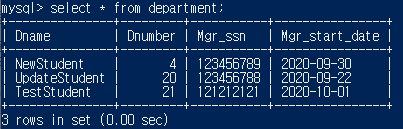 mysql> select * from department;
+---------------+---------+-----------+----------------+
| Dname         | Dnumber | Mgr_ssn   | Mgr_start_date |
+---------------+---------+-----------+----------------+
| NewStudent    |       4 | 123456789 | 2020-09-30     |
| UpdateStudent |      20 | 123456788 | 2020-09-22     |
| TestStudent   |      21 | 121212121 | 2020-10-01     |
+---------------+---------+-----------+----------------+
3 rows in set (0.00 sec)